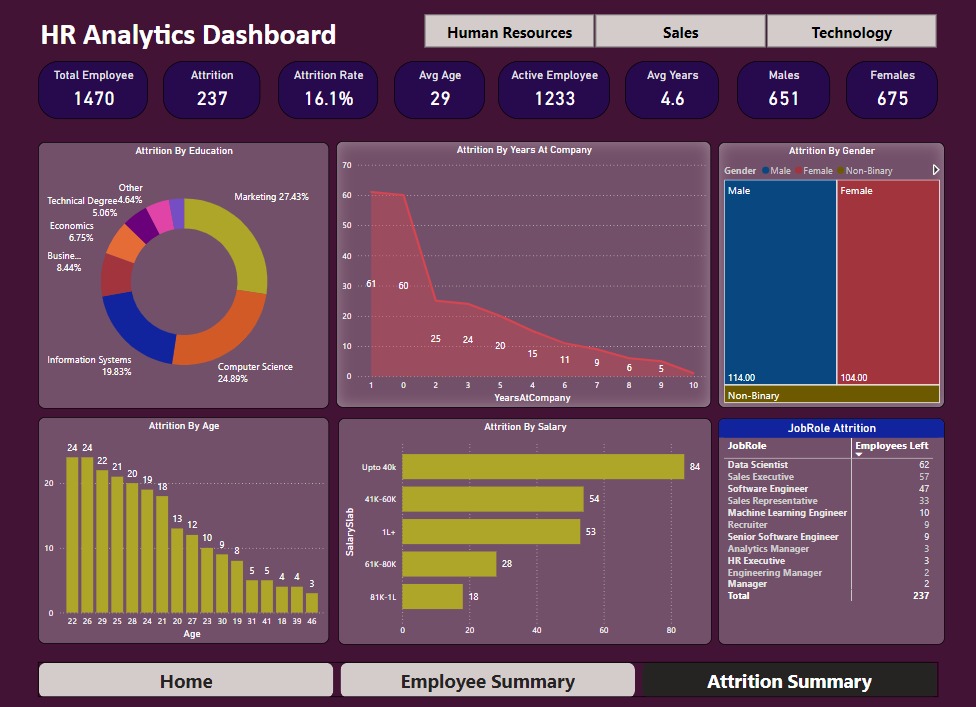 HR Analytics Dashboard
Human Resources
Sales
Technology
Total Employee
1470
Attrition
237
Attrition Rate
16.1%
Avg Age
29
Active Employee
1233
Avg Years
4.6
Males
651
Females
675
Attrition By Education
Other
4.64%
Technical Degree
5.06%
Economics
6.75%
Busine...
8.44%
Information Systems
19.83%
Marketing 27.43%
Computer Science
24.89%
Attrition By Years At Company
70
60
50
40
30
20
10
0
61
60
25
24
20
15
11
9
6
5
1 0 2 3 5 4 6 7 8 9 10
YearsAtCompany
Attrition By Gender
Gender Male Female Non-Binary
Male
114.00
Female
104.00
Non-Binary
Attrition By Age
20
10
0
24 24 22 21 20 19 18 13 12 10 9 8 5 5 4 4 3
22 26 29 25 28 24 21 20 27 23 30 19 31 41 18 39 46
Age
Attrition By Salary
SalarySlab
Upto 40k 84
41K-60K 54
1L+ 53
61K-80K 28
81K-1L 18
0 20 40 60 80
JobRole Attrition
JobRole Employees Left
Data Scientist 62
Sales Executive 57
Software Engineer 47
Sales Representative 33
Machine Learning Engineer 10
Recruiter 9
Senior Software Engineer 9
Analytics Manager 3
HR Executive 3
Engineering Manager 2
Manager 2
Total 237
Home
Employee Summary
Attrition Summary